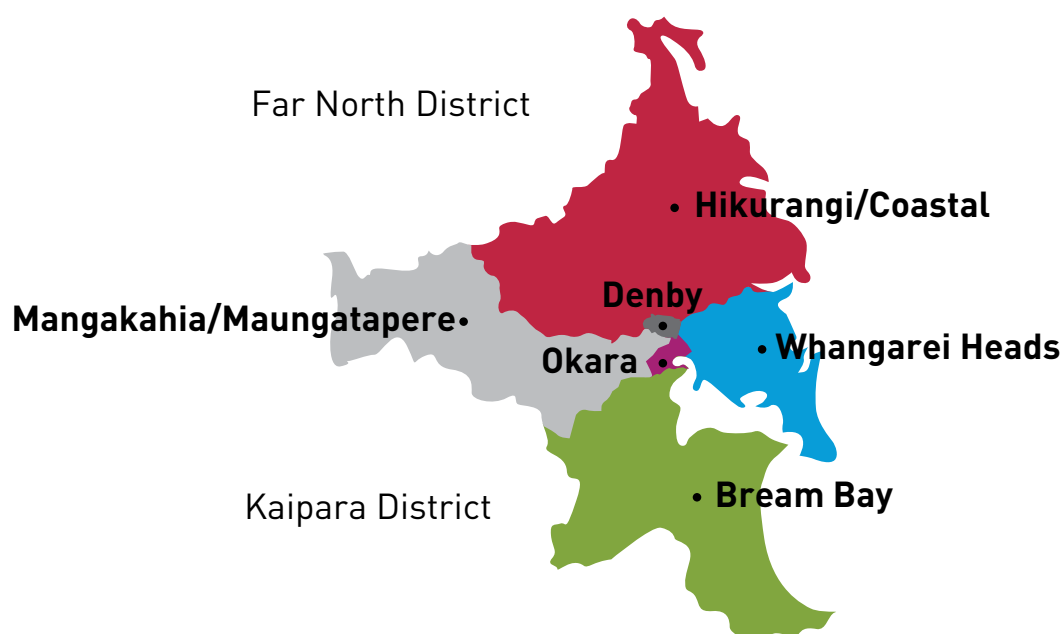 Far North District
Hikurangi/Coastal
Denby
Mangakahia/Maungatapere
Okara
Whangarei Heads
Bream Bay
Kaipara District